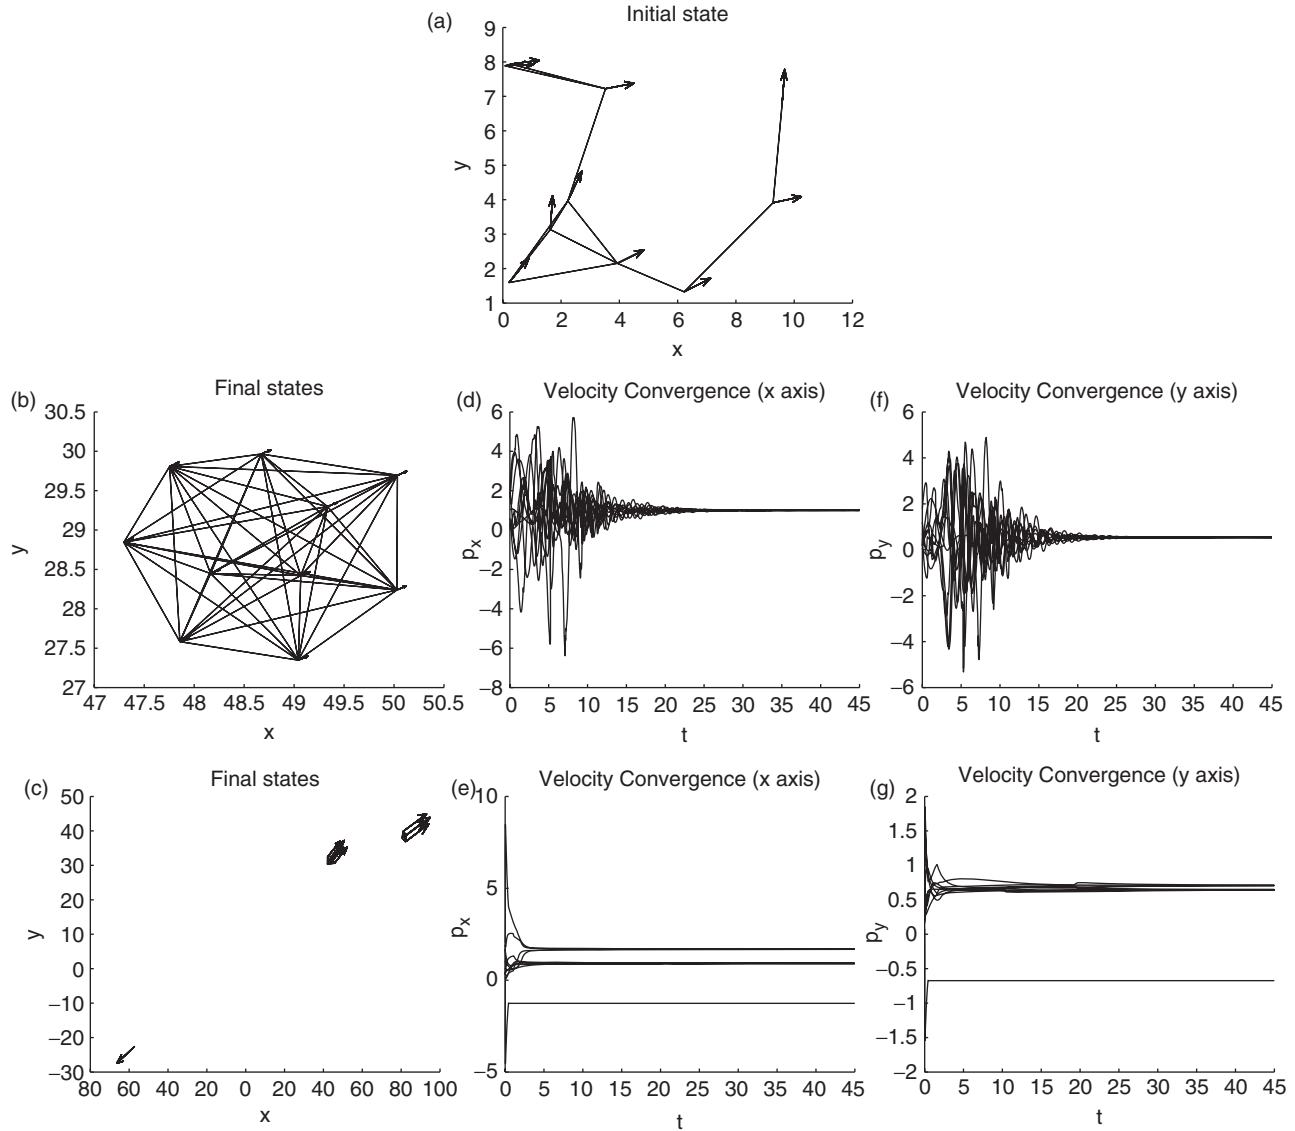 (a) Initial state
9
8
7
6
5
4
3
2
1
y
0 2 4 6 8 10 12
x
(b) Final states
30.5
30
29.5
29
28.5
28
27.5
27
y
47 47.5 48 48.5 49 49.5 50 50.5
x
(d) Velocity Convergence (x axis)
6
4
2
0
−2
−4
−6
−8
px
0 5 10 15 20 25 30 35 40 45
t
(f) Velocity Convergence (y axis)
6
4
2
0
−2
−4
−6
py
0 5 10 15 20 25 30 35 40 45
t
(c) Final states
50
40
30
20
10
0
−10
−20
−30
y
80 60 40 20 0 20 40 60 80 100
x
(e) Velocity Convergence (x axis)
10
5
0
−5
px
0 5 10 15 20 25 30 35 40 45
t
(g) Velocity Convergence (y axis)
2
1.5
1
0.5
0
−0.5
−1
−1.5
−2
py
0 5 10 15 20 25 30 35 40 45
t